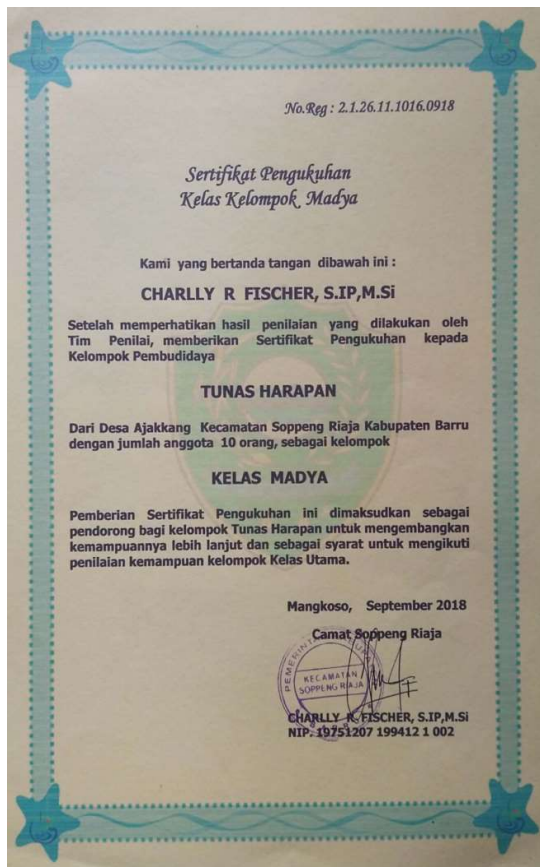 No.Reg : 2.1.26.11.1016.0918
Sertifikat Pengukuhan
Kelas Kelompok Madya
Kami yang bertanda tangan dibawah ini :
CHARLLY R FISCHER, S.IP,M.Si
Setelah memperhatikan hasil penilaian yang dilakukan oleh
Tim Penilai, memberikan Sertifikat Pengukuhan kepada
Kelompok Pembudidaya
TUNAS HARAPAN
Dari Desa Ajakkang Kecamatan Soppeng Riaja Kabupaten Barru
dengan jumlah anggota 10 orang, sebagai kelompok
KELAS MADYA
Pemberian Sertifikat Pengukuhan ini dimaksudkan sebagai
pendorong bagi kelompok Tunas Harapan untuk mengembangkan
kemampuannya lebih lanjut dan sebagai syarat untuk mengikuti
penilaian kemampuan kelompok Kelas Utama.
Mangkoso, September 2018
Camat Soppeng Riaja
KECAMATAN
SOPPENG RIAJA
CHARLLY R FISCHER, S.IP,M.Si
NIP. 19751207 199412 1 002